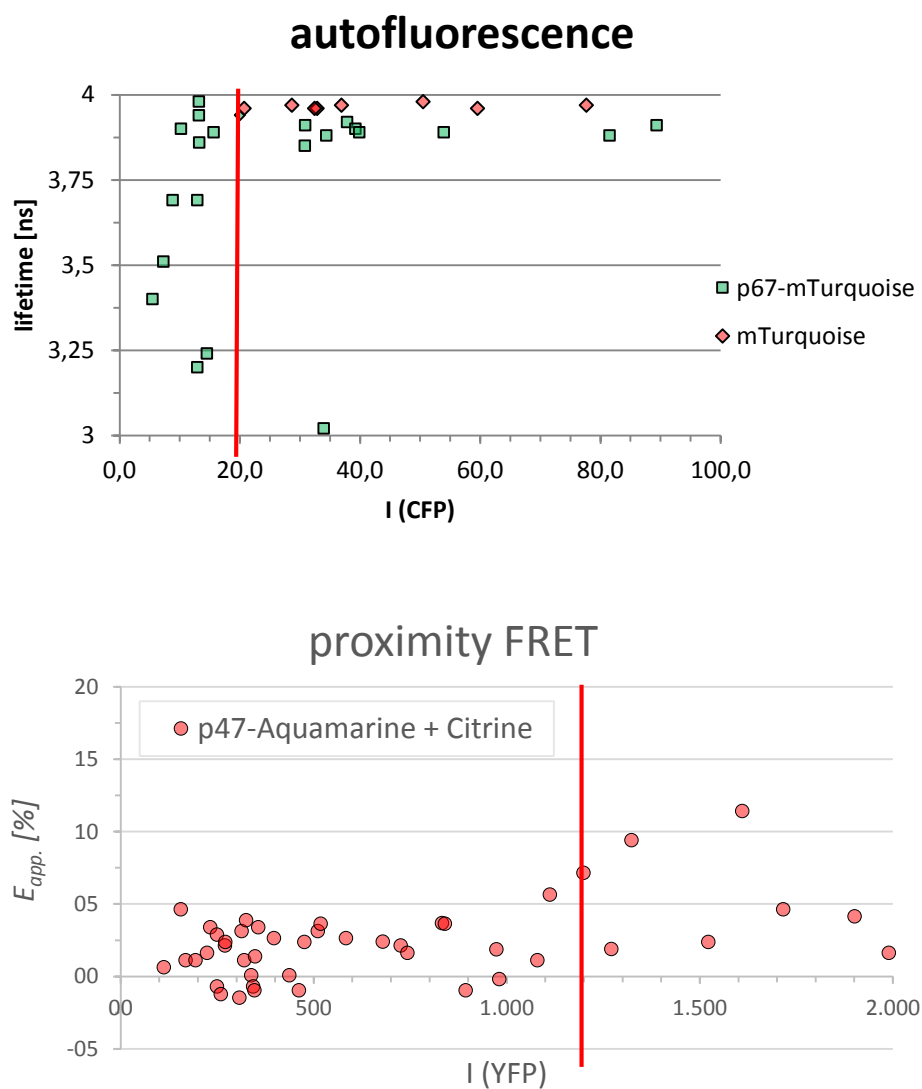 autofluorescence
4
3,75
3,5
3,25
3
lifetime [ns]
0,0
20,0
40,0
60,0
80,0
100,0
I (CFP)
p67-mTurquoise
mTurquoise
proximity FRET
20
15
10
05
00
-05
E app. [%]
p47-Aquamarine + Citrine
0
500
1.000
1.500
2.000
I (YFP)